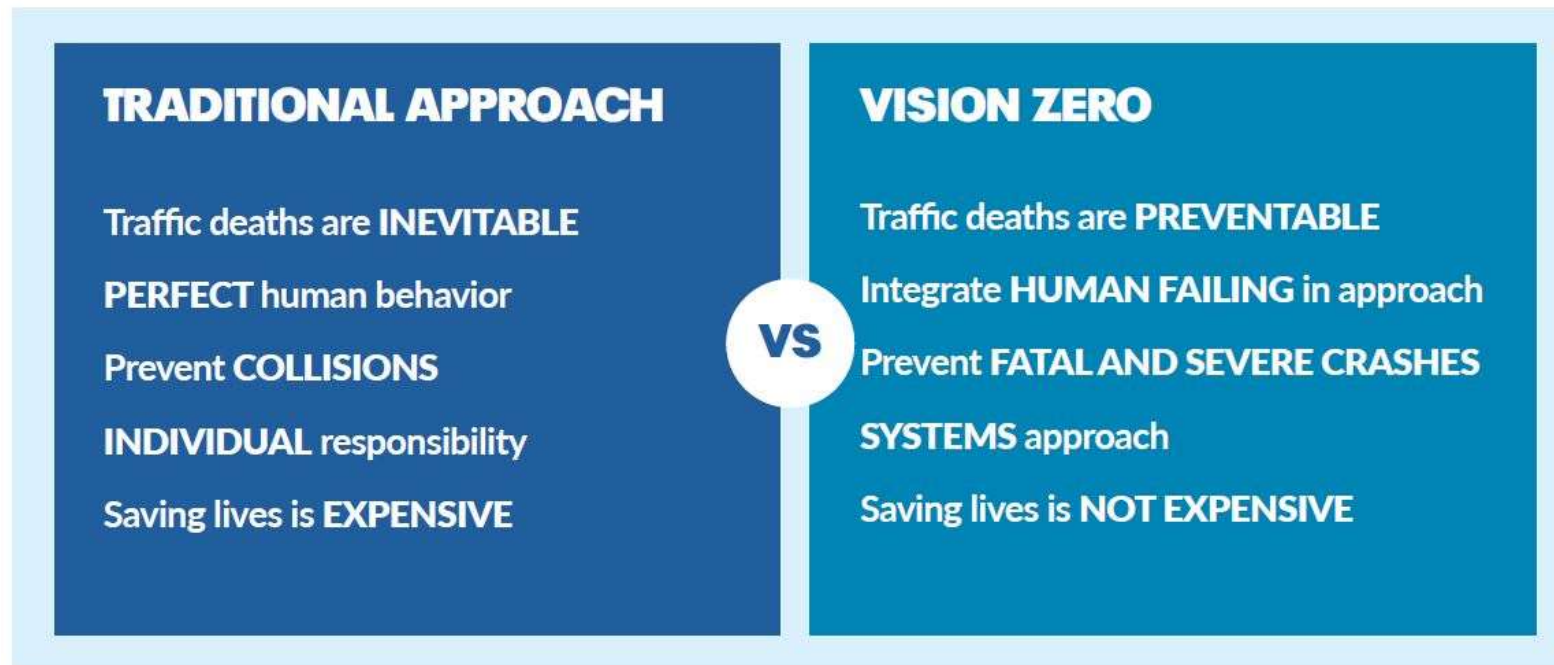 TRADITIONAL APPROACH
Traffic deaths are INEVITABLE
PERFECT human behavior
Prevent COLLISIONS
INDIVIDUAL responsibility
Saving lives is EXPENSIVE
VS
VISION ZERO
Traffic deaths are PREVENTABLE
Integrate HUMAN FAILING in approach
Prevent FATAL AND SEVERE CRASHES
SYSTEMS approach
Saving lives is NOT EXPENSIVE